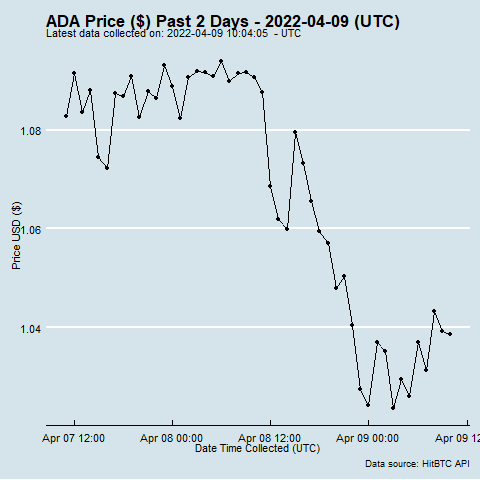 ADA Price ($) Past 2 Days - 2022-04-09 (UTC)
Latest data collected on: 2022-04-09 10:04:05 - UTC
1.08
1.06
1.04
Price USD ($)
Apr 07 12:00 Apr 08 00:00 Apr 08 12:00 Apr 09 00:00 Apr 09 12
Date Time Collected (UTC)
Data source: HitBTC API